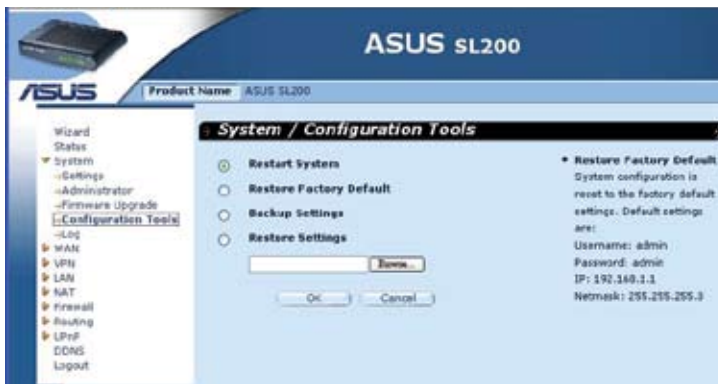 ASUS SL200
ASUS
Product Name ASUS SL200
Wizard
Status
System
Settings
Administrator
Firmware Upgrade
Configuration Tools
Log
WAN
VPN
LAN
NAT
Firewall
Routing
UPnP
DDNS
Logout
System / Configuration Tools
Restart System
Restore Factory Default
Backup Settings
Restore Settings
Browse...
OK
Cancel
• Restore Factory Default
System configuration is
reset to the factory default
settings. Default settings
are:
Username: admin
Password: admin
IP: 192.168.1.1
Netmask: 255.255.255.0